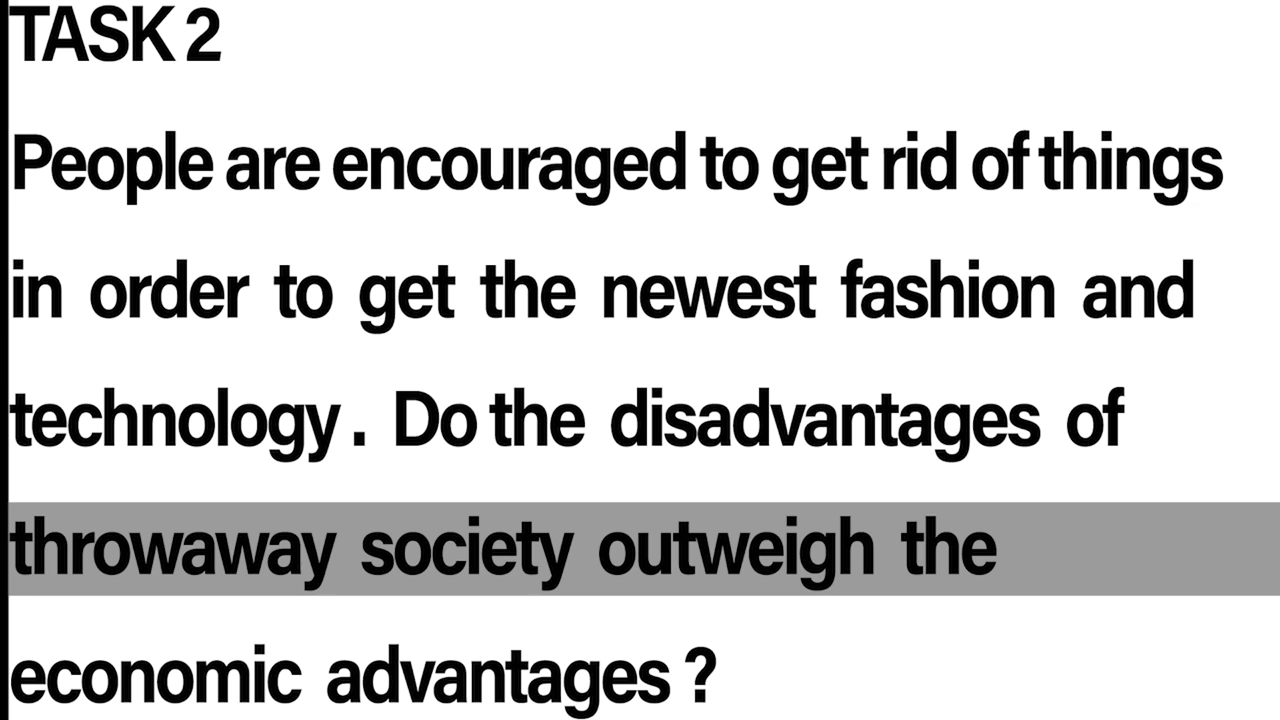 TASK 2
People are encouraged to get rid of things
in order to get the newest fashion and
technology . Do the disadvantages of
throwaway society outweigh the
economic advantages ?